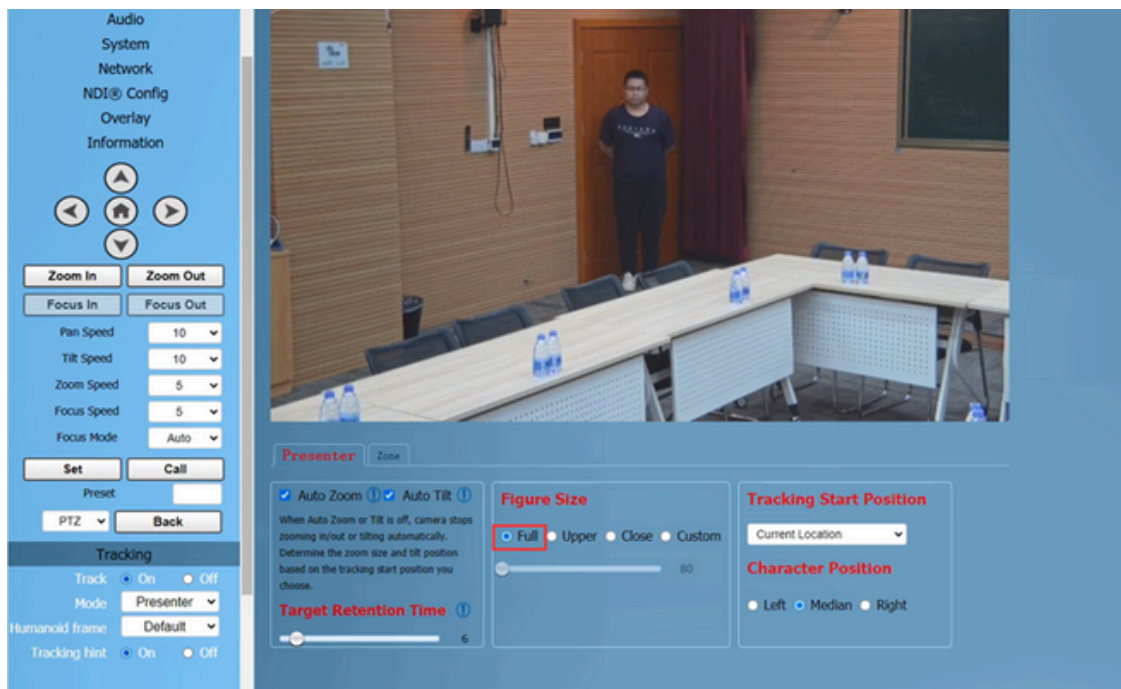 Audio
System
Network
NDI® Config
Overlay
Information
Zoom In
Zoom Out
Focus In
Focus Out
Pan Speed 10
Tilt Speed 10
Zoom Speed 5
Focus Speed 5
Focus Mode Auto
Set
Call
Preset
PTZ
Back
Tracking
Track On Off
Mode Presenter
Humanoid frame Default
Tracking hint On Off
Presenter
Zone
Auto Zoom Auto Tilt
When Auto Zoom or Tilt is off, camera stops
zooming in/out or tilting automatically.
Determine the zoom size and tilt position
based on the tracking start position you
choose.
Target Retention Time
6
Figure Size
Full Upper Close Custom
80
Tracking Start Position
Current Location
Character Position
Left Median Right